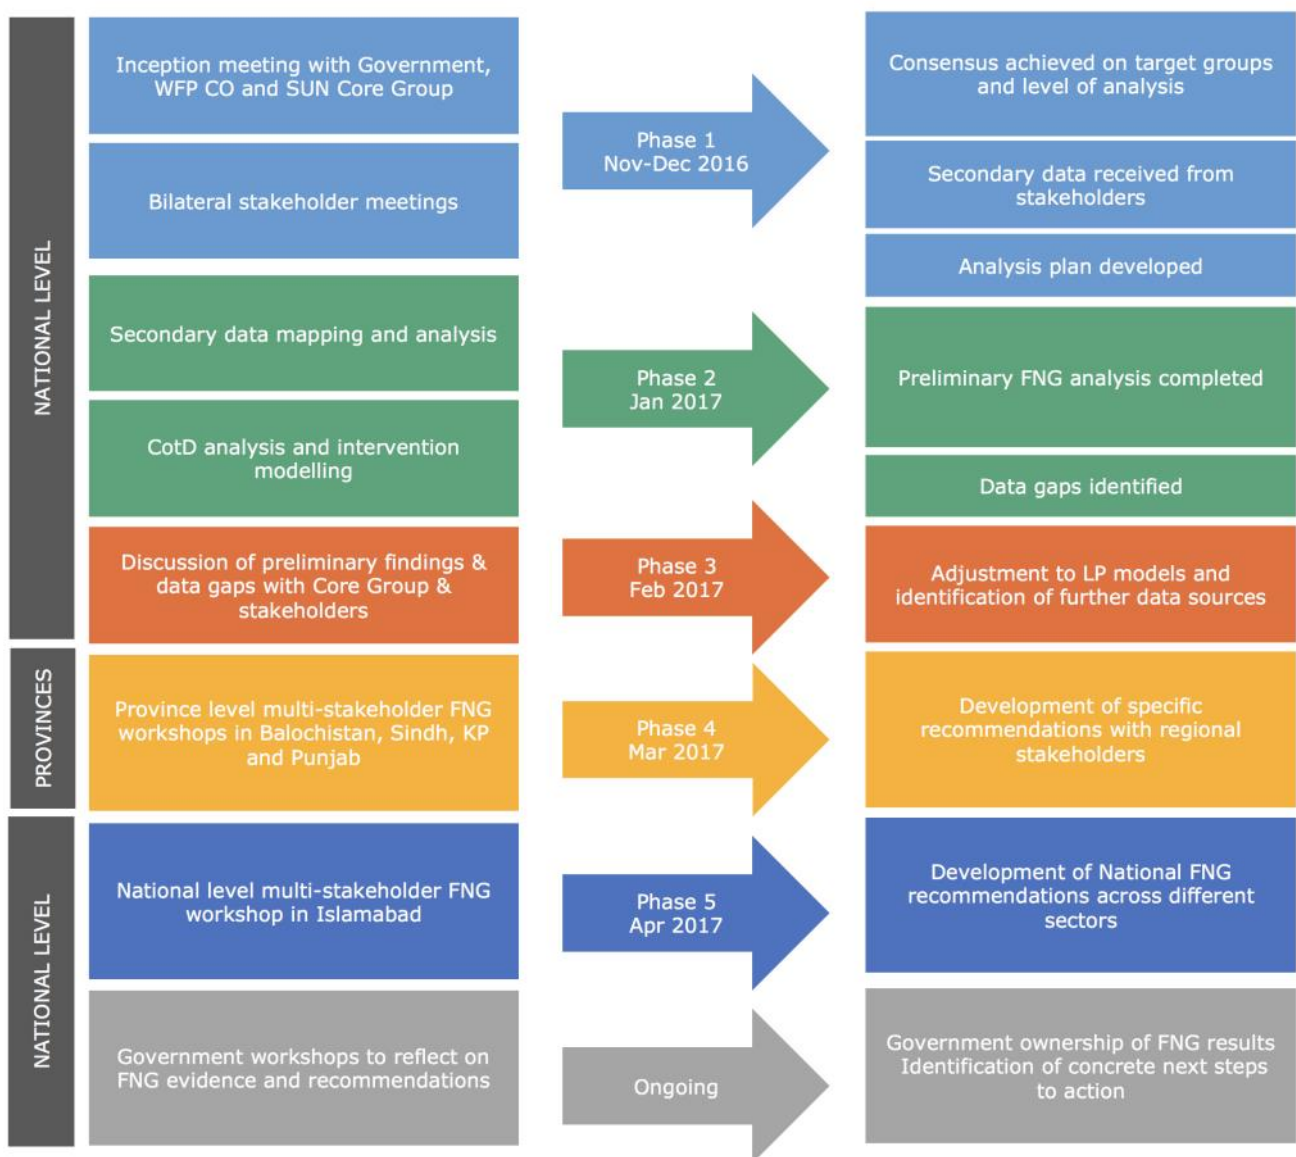 NATIONAL LEVEL
Inception meeting with Government,
WFP CO and SUN Core Group
Bilateral stakeholder meetings
Phase 1
Nov-Dec 2016
Consensus achieved on target groups
and level of analysis
Secondary data received from
stakeholders
Analysis plan developed
Secondary data mapping and analysis
CotD analysis and intervention
modelling
Phase 2
Jan 2017
Preliminary FNG analysis completed
Data gaps identified
Discussion of preliminary findings &
data gaps with Core Group &
stakeholders
Phase 3
Feb 2017
Adjustment to LP models and
identification of further data sources
PROVINCES
Province level multi-stakeholder FNG
workshops in Balochistan, Sindh, KP
and Punjab
Phase 4
Mar 2017
Development of specific
recommendations with regional
stakeholders
NATIONAL LEVEL
National level multi-stakeholder FNG
workshop in Islamabad
Phase 5
Apr 2017
Development of National FNG
recommendations across different
sectors
Government workshops to reflect on
FNG evidence and recommendations
Ongoing
Government ownership of FNG results
Identification of concrete next steps
to action